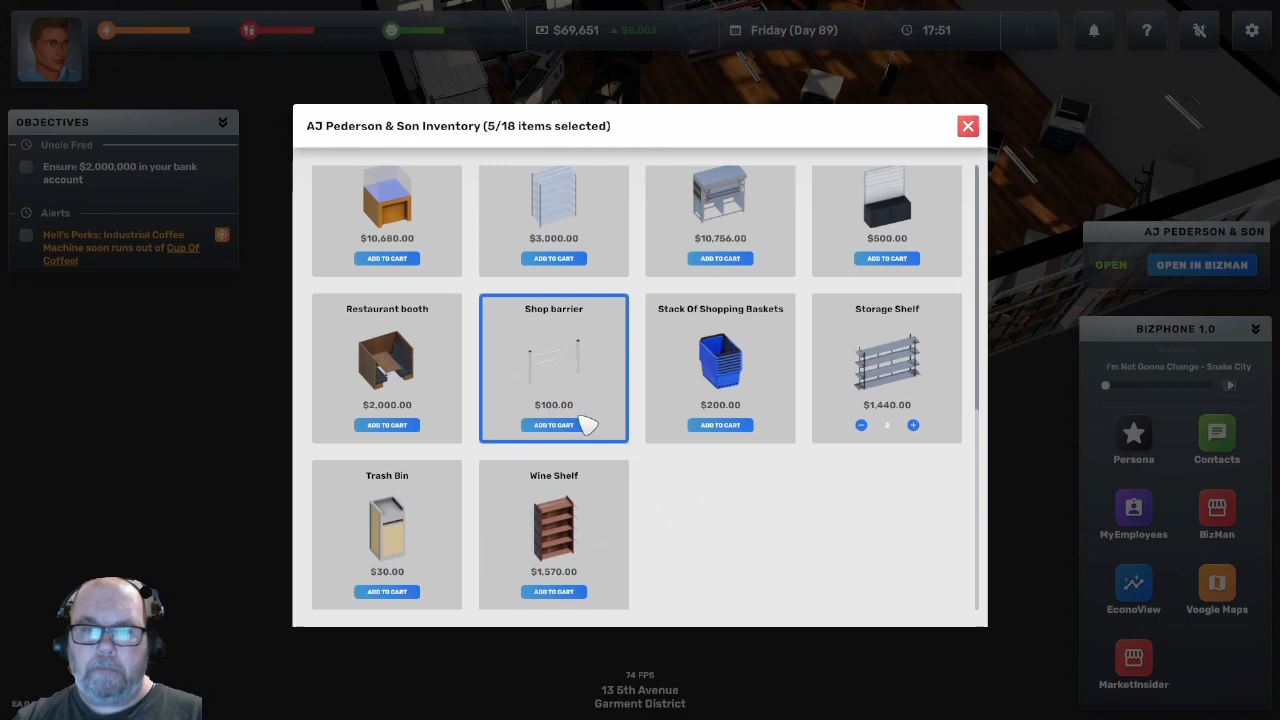 $69,651
$8,003
Friday (Day 89)
17:51
?
OBJECTIVES
Uncle Fred
Ensure $2,000,000 in your bank
account
Alerts
Hell's Perks: Industrial Coffee
Machine soon runs out of Cup Of
Coffee!
AJ Pederson & Son Inventory (5/18 items selected)
$10,680.00
$3,000.00
$10,756.00
$500.00
ADD TO CART
ADD TO CART
ADD TO CART
ADD TO CART
Restaurant booth
Shop barrier
Stack Of Shopping Baskets
Storage Shelf
$2,000.00
$100.00
$200.00
$1,440.00
ADD TO CART
ADD TO CART
ADD TO CART
2
Trash Bin
Wine Shelf
$30.00
$1,570.00
ADD TO CART
ADD TO CART
AJ PEDERSON & SON
OPEN
OPEN IN BIZMAN
BIZPHONE 1.0
I'm Not Gonna Change - Snake City
Persona
Contacts
MyEmployees
BizMan
EconoView
Voogle Maps
MarketInsider
74 FPS
13 5th Avenue
Garment District